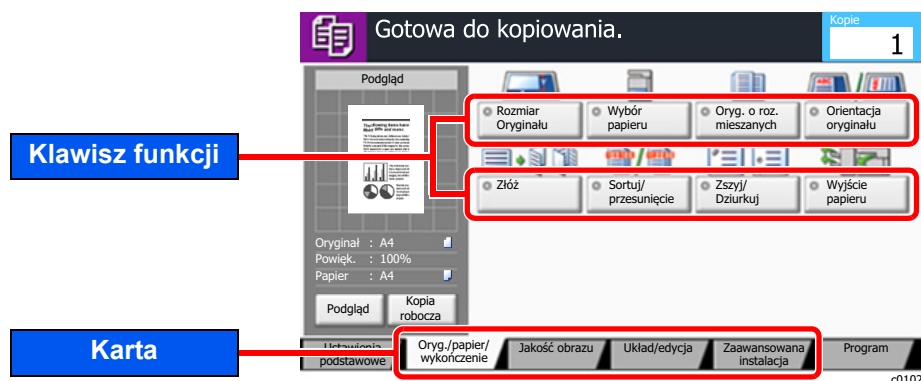 Gotowa do kopiowania.
Kopie
1
Podgląd
Rozmiar
Oryginału
Wybór
papieru
Oryg. o roz.
mieszanych
Orientacja
oryginału
Klawisz funkcji
Złóż
Sortuj/
przesunięcie
Zszyj/
Dziurkuj
Wyjście
papieru
Oryginał : A4
Powięk. : 100%
Papier : A4
Podgląd
Kopia
robocza
Karta
Ustawienia
podstawowe
Oryg./papier/
wykończenie
Jakość obrazu
Układ/edycja
Zaawansowana
instalacja
Program
c0102